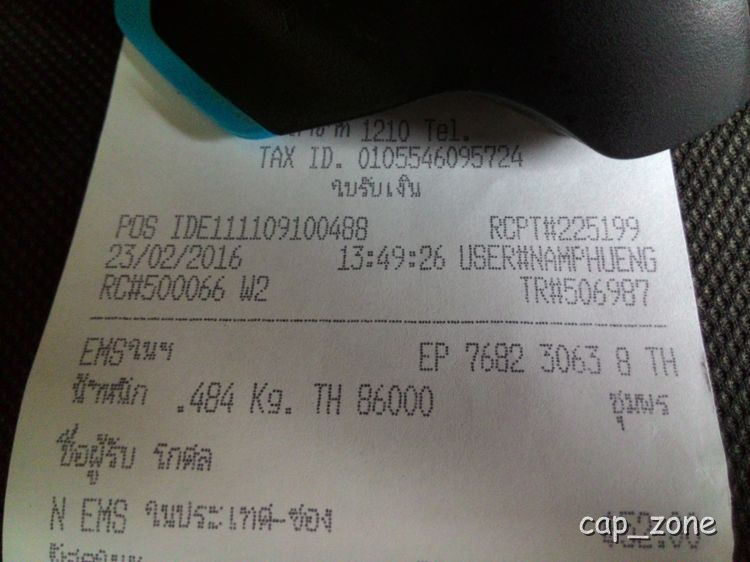 1210 Tel.
TAX ID. 0105546095724
ใบรับเงิน
POS IDE111109100488 RCPT#225199
23/02/2016 13:49:26 USER#NAMPHUENG
RC#500066 W2 TR#506987
EMSในฯ EP 7682 3063 8 TH
น้ำหนัก .484 Kg. TH 86000 ชุมพร
ชื่อผู้รับ โกศล
N EMS ในประเทศ-ซอง
cap_zone